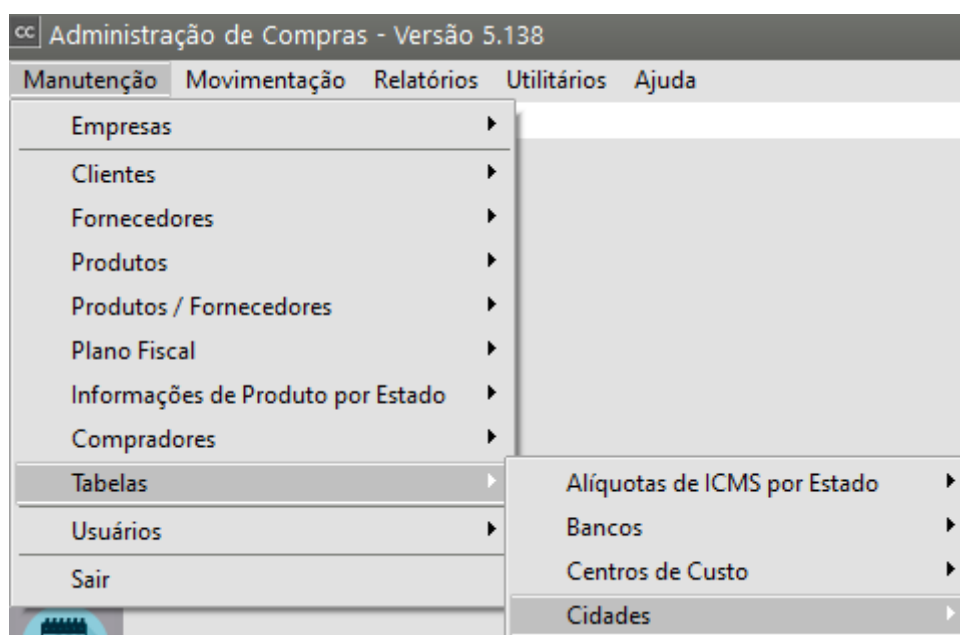 CC Administração de Compras - Versão 5.138
Manutenção Movimentação Relatórios Utilitários Ajuda
Empresas
Clientes
Fornecedores
Produtos
Produtos / Fornecedores
Plano Fiscal
Informações de Produto por Estado
Compradores
Tabelas
Alíquotas de ICMS por Estado
Usuários
Bancos
Sair
Centros de Custo
Cidades